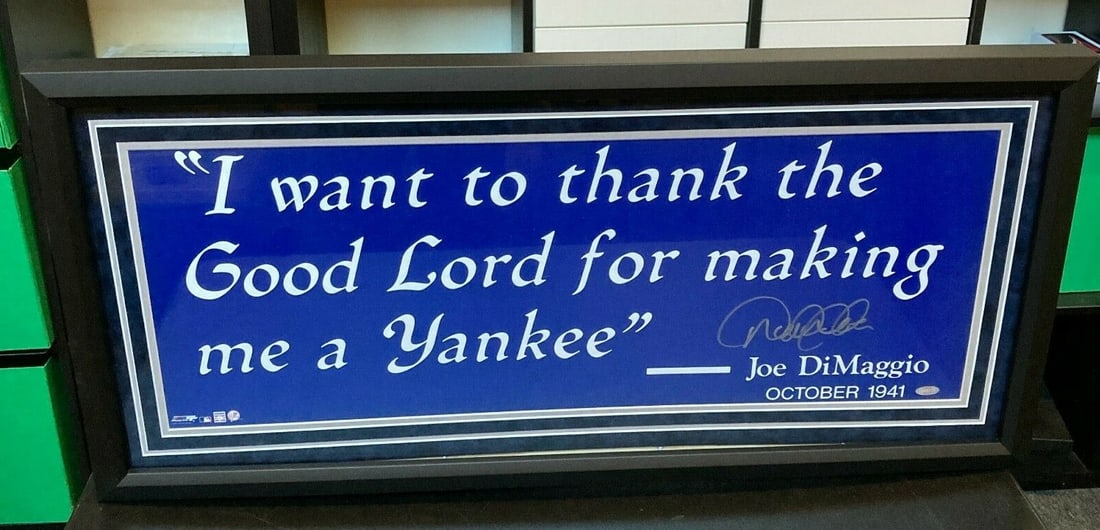 “I want to thank the
Good Lord for making
me a Yankee”
— Joe DiMaggio
OCTOBER 1941